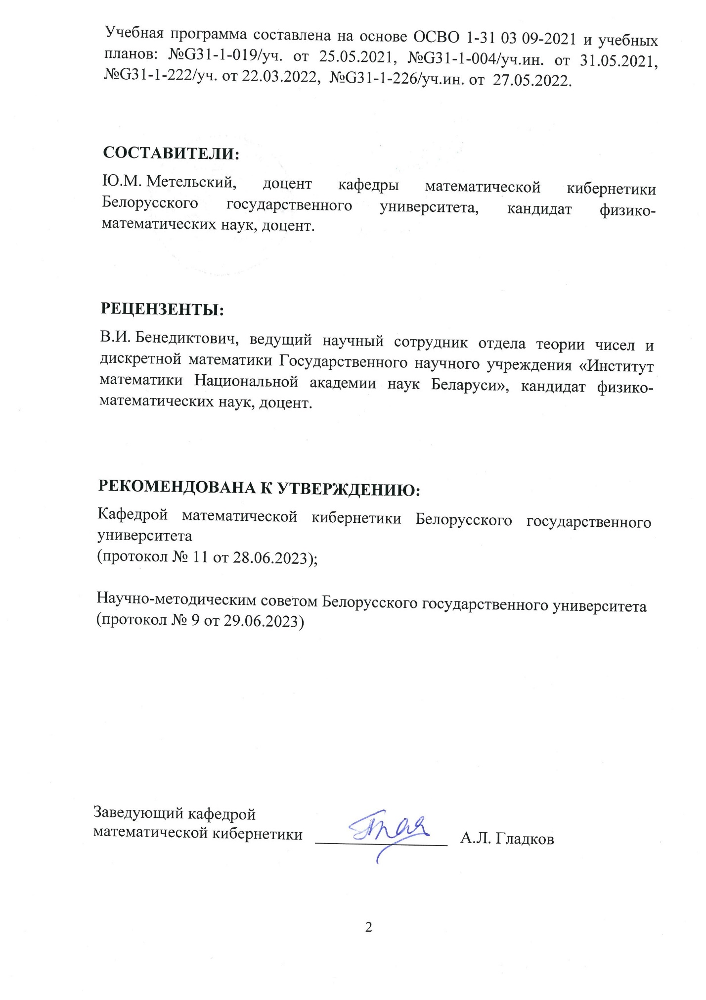 Учебная программа составлена на основе ОСВО 1-31 03 09-2021 и учебных
планов: №G31-1-019/уч. от 25.05.2021, №G31-1-004/уч.ин. от 31.05.2021,
№G31-1-222/уч. от 22.03.2022, №G31-1-226/уч.ин. от 27.05.2022.
СОСТАВИТЕЛИ:
Ю.М. Метельский, доцент кафедры математической кибернетики
Белорусского государственного университета, кандидат физико-
математических наук, доцент.
РЕЦЕНЗЕНТЫ:
В.И. Бенедиктович, ведущий научный сотрудник отдела теории чисел и
дискретной математики Государственного научного учреждения «Институт
математики Национальной академии наук Беларуси», кандидат физико-
математических наук, доцент.
РЕКОМЕНДОВАНА К УТВЕРЖДЕНИЮ:
Кафедрой математической кибернетики Белорусского государственного
университета
(протокол № 11 от 28.06.2023);
Научно-методическим советом Белорусского государственного университета
(протокол № 9 от 29.06.2023)
Заведующий кафедрой
математической кибернетики А.Л. Гладков
2